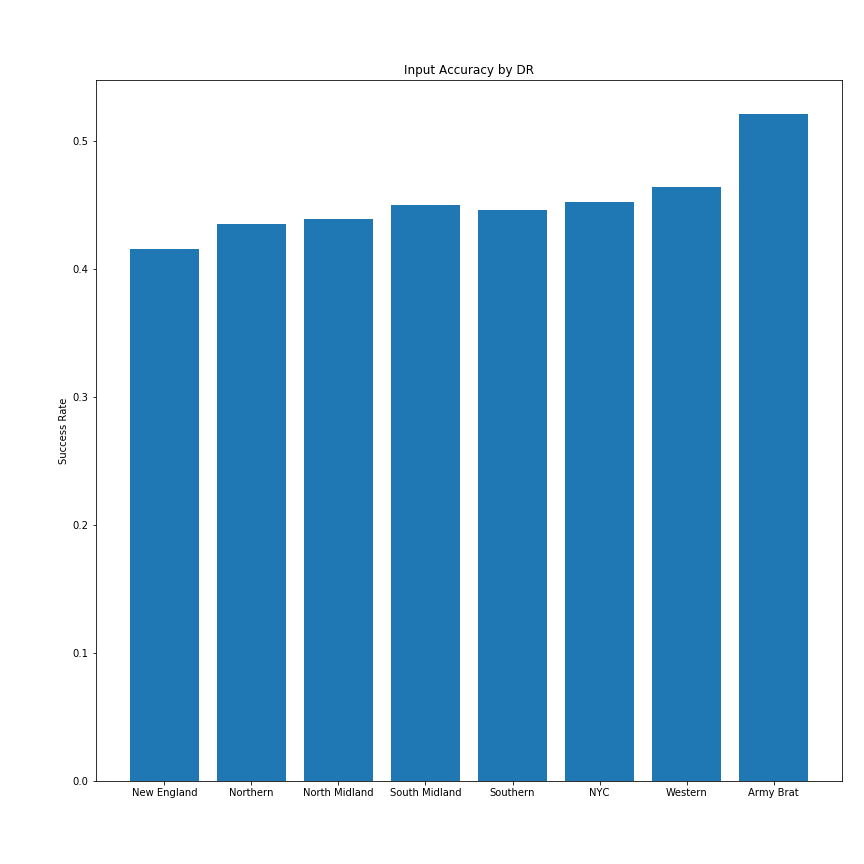 Input Accuracy by DR
Success Rate
0.5
0.4
0.3
0.2
0.1
0.0
New England Northern North Midland South Midland Southern NYC Western Army Brat